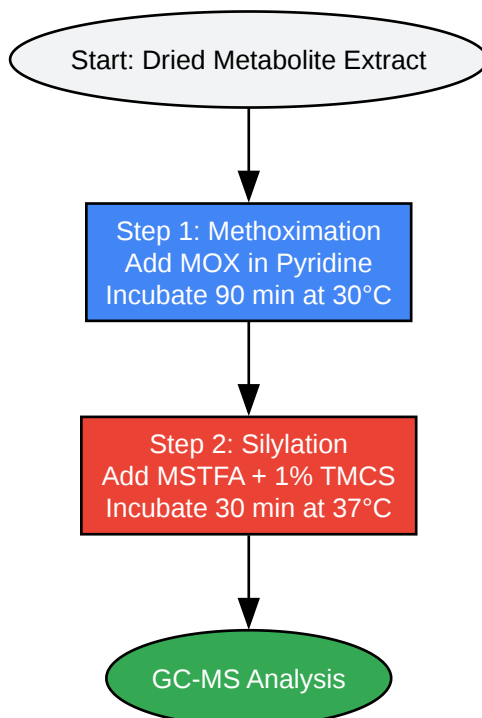 Start: Dried Metabolite Extract
Step 1: Methoximation
Add MOX in Pyridine
Incubate 90 min at 30°C
Step 2: Silylation
Add MSTFA + 1% TMCS
Incubate 30 min at 37°C
GC-MS Analysis